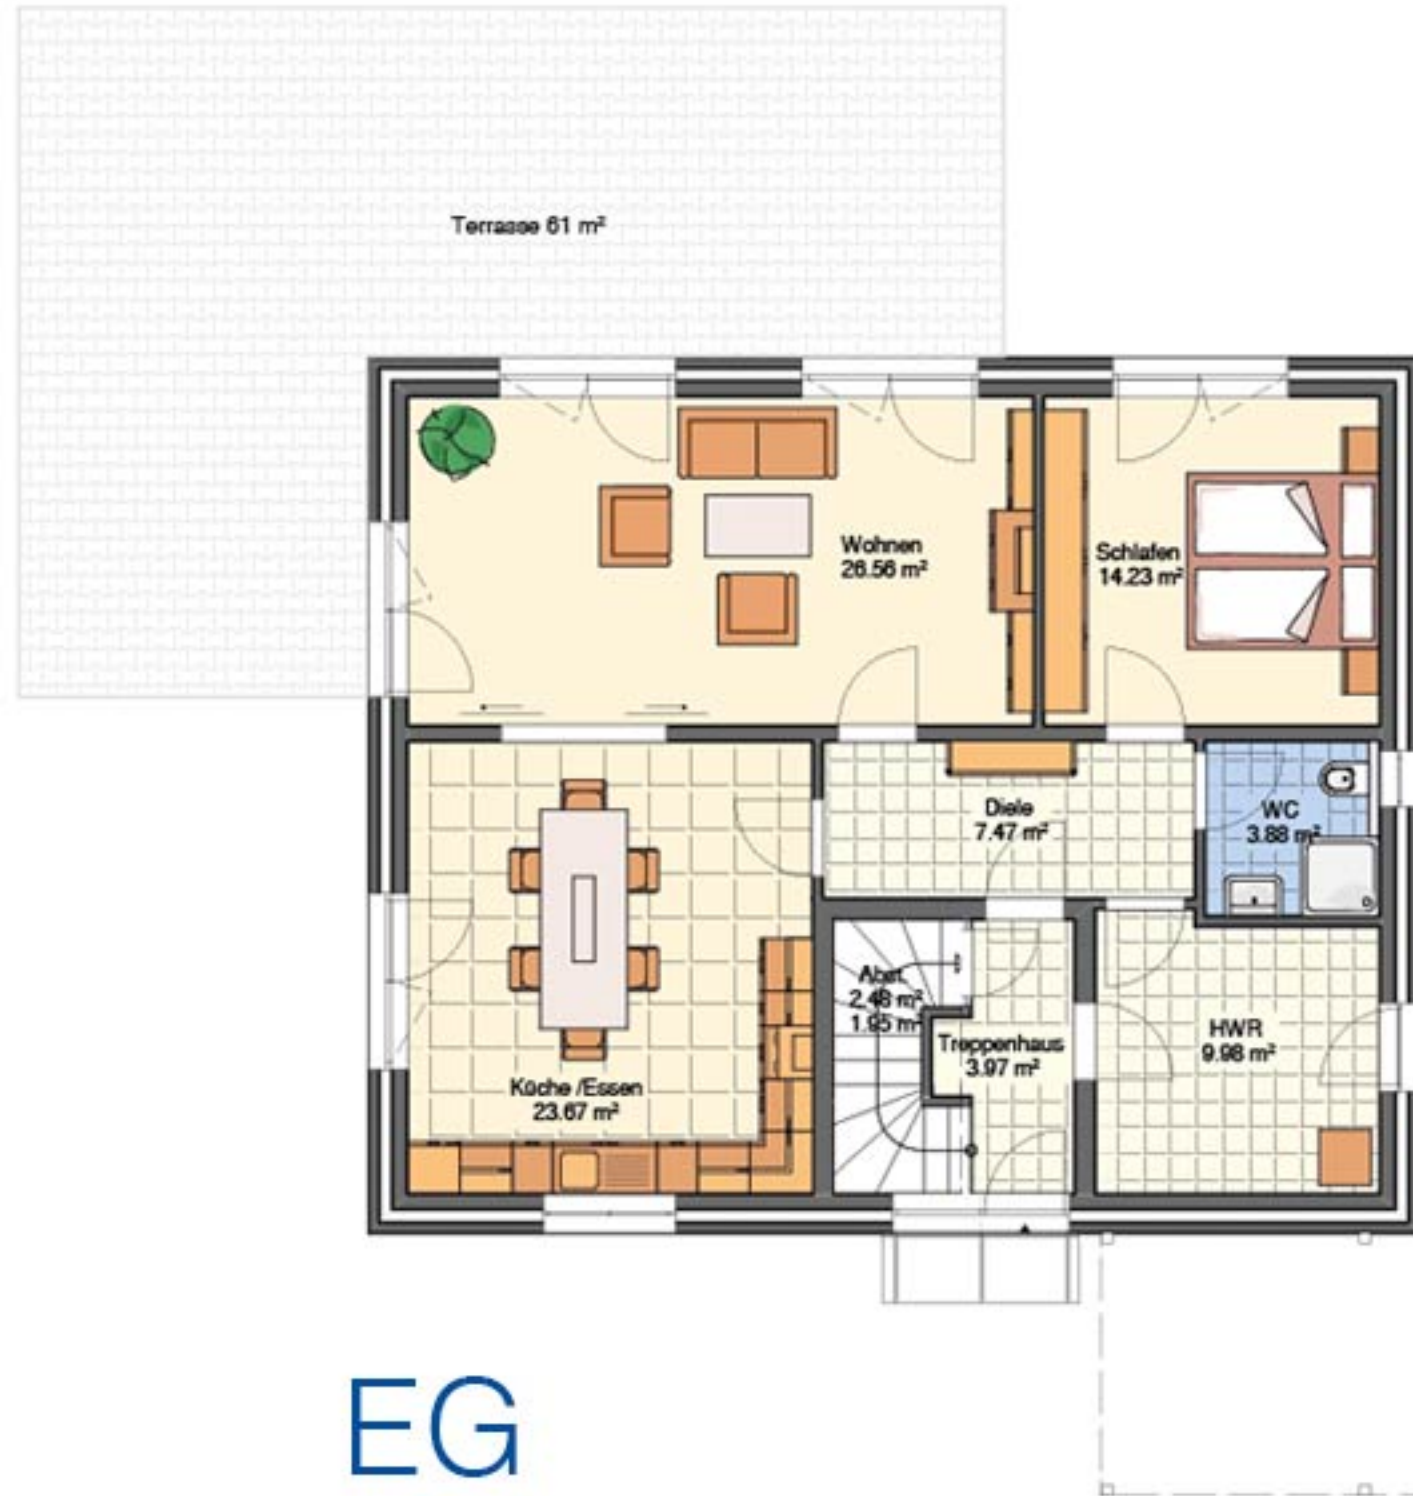 Terrasse 61 m²
Wohnen
26.56 m²
Schlafen
14.23 m²
Diele
7.47 m²
WC
3.88 m²
Abst.
2.48 m²
1.95 m²
Treppenhaus
3.97 m²
HWR
9.98 m²
Küche /Essen
23.67 m²
EG